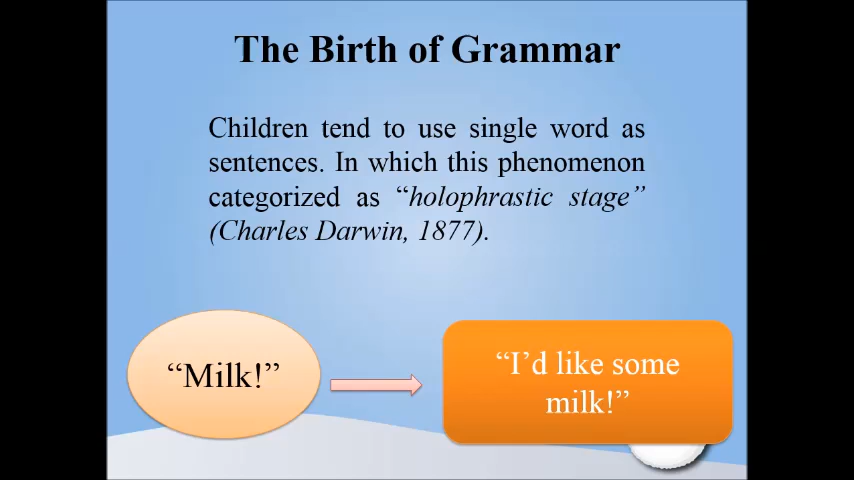 The Birth of Grammar
Children tend to use single word as
sentences. In which this phenomenon
categorized as “holophrastic stage”
(Charles Darwin, 1877).
“Milk!”
“I’d like some
milk!”